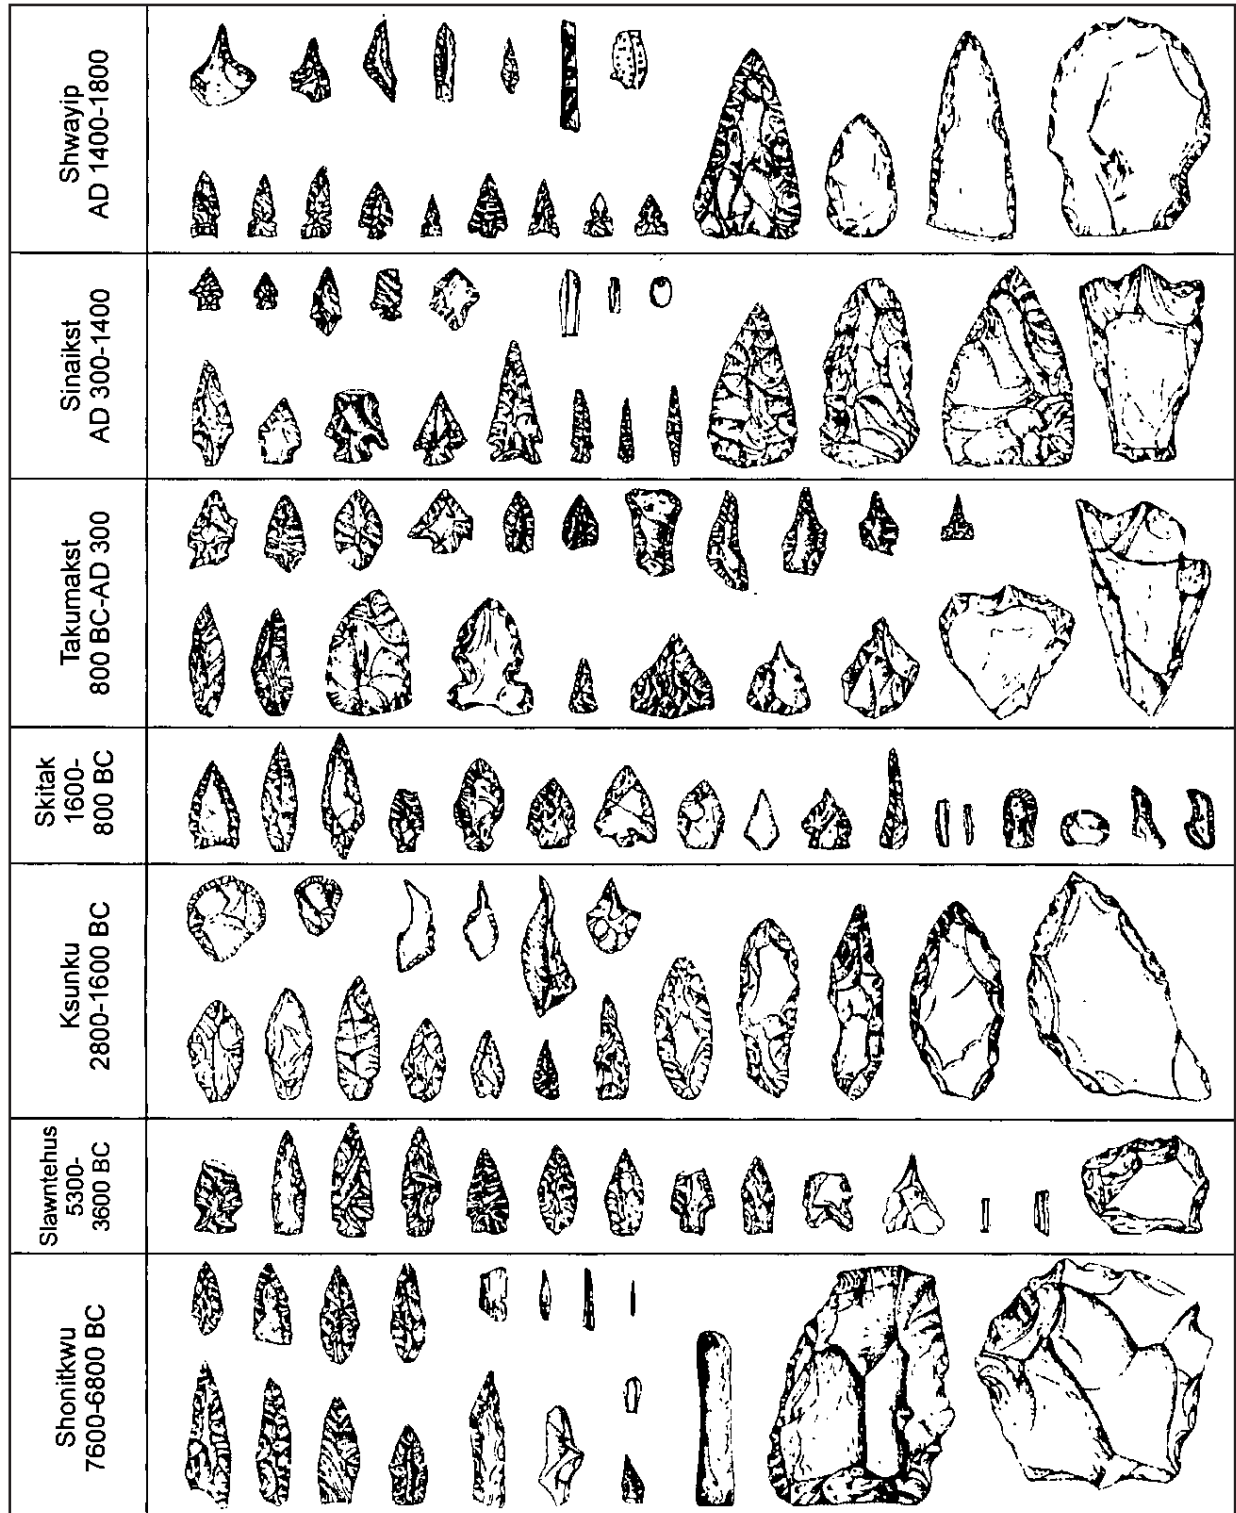 Shwayip
AD 1400-1800
Sinaikst
AD 300-1400
Takumakst
800 BC-AD 300
Skitak
1600-
800 BC
Ksunku
2800-1600 BC
Slawntehus
5300-
3600 BC
Shonitkwu
7600-6800 BC